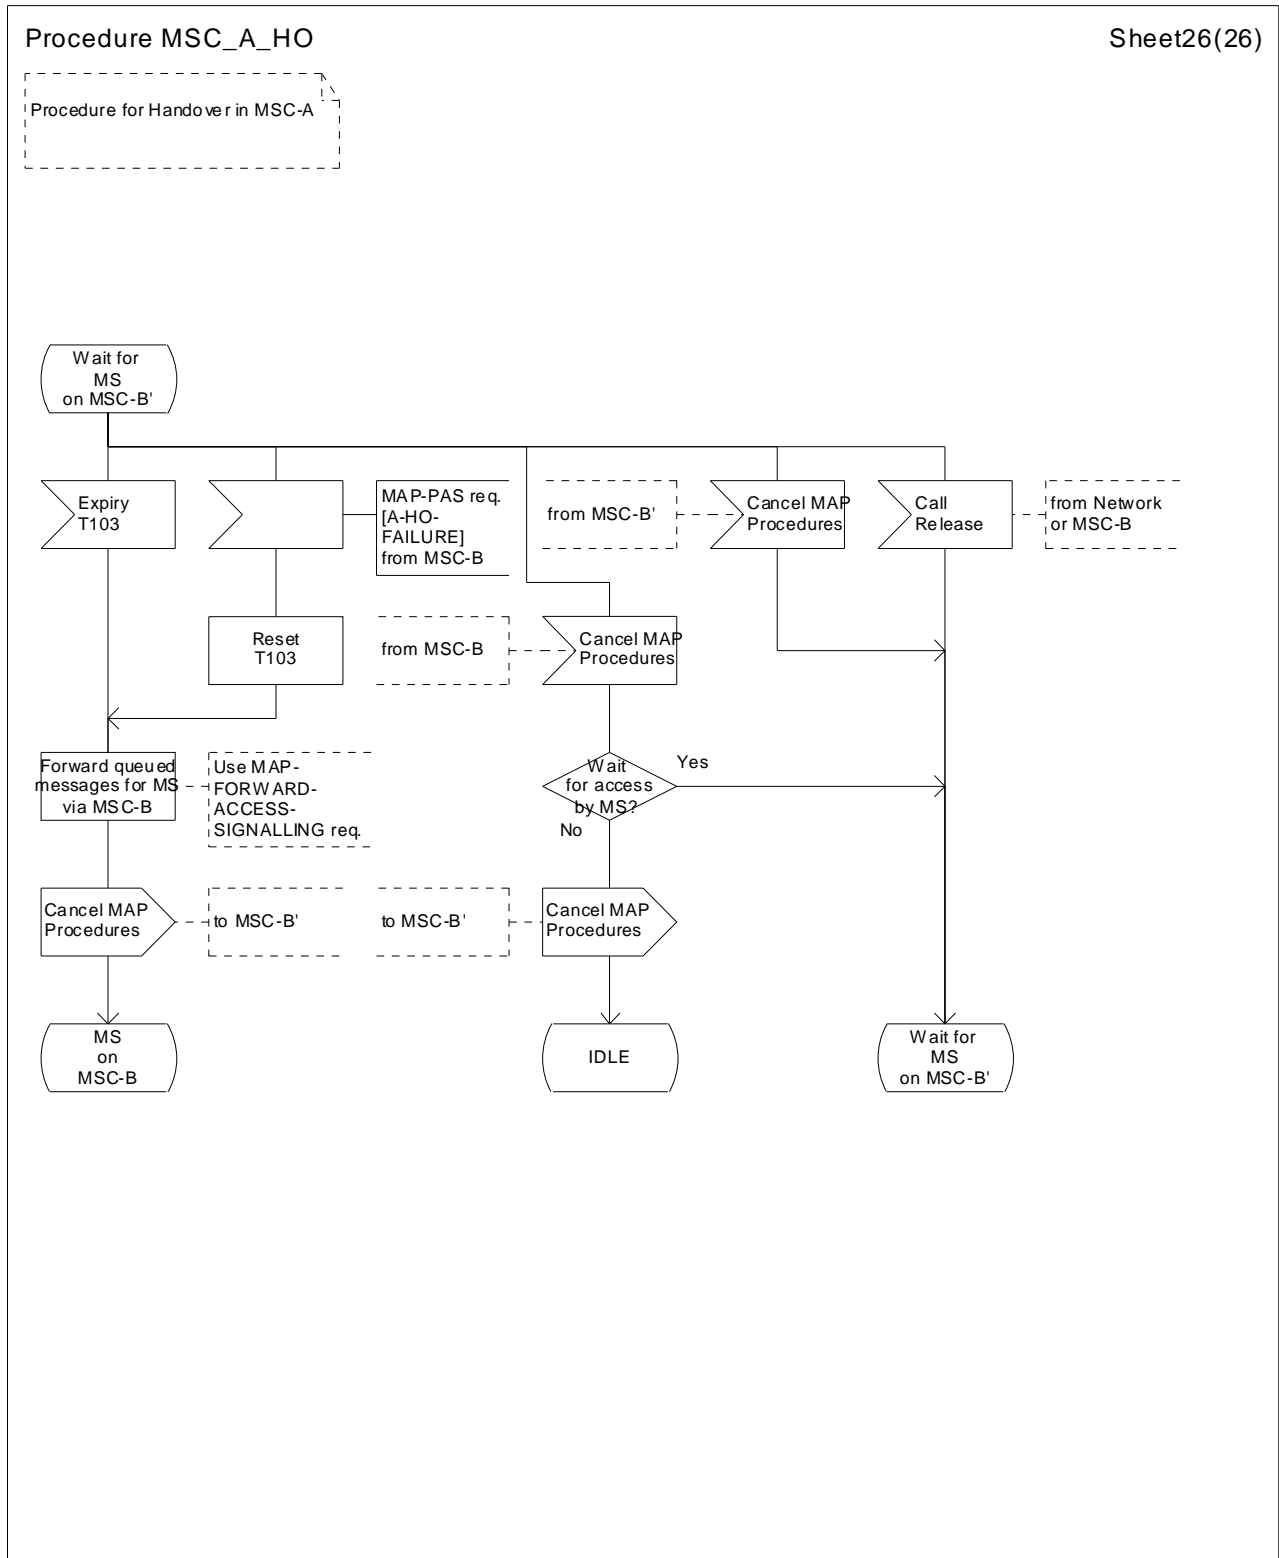 Procedure MSC_A_HO
Sheet26(26)
Procedure for Handover in MSC-A
Wait for
MS
on MSC-B'
Expiry
T103
MAP-PAS req.
[A-HO-
FAILURE]
from MSC-B
from MSC-B'
Cancel MAP
Procedures
Call
Release
from Network
or MSC-B
Reset
T103
from MSC-B
Cancel MAP
Procedures
Forward queued
messages for MS
via MSC-B
Use MAP-
FORWARD-
ACCESS-
SIGNALLING req.
Wait
for access
by MS?
Yes
No
Cancel MAP
Procedures
to MSC-B'
to MSC-B'
Cancel MAP
Procedures
MS
on
MSC-B
IDLE
Wait for
MS
on MSC-B'